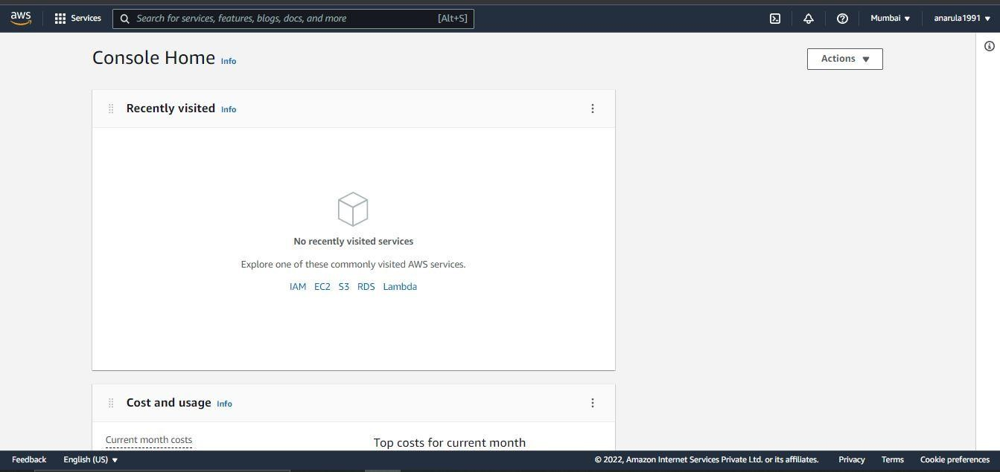 aws Services Search for services, features, blogs, docs, and more [Alt+S] Mumbai anarula1991
Console Home Info
Actions
Recently visited Info
No recently visited services
Explore one of these commonly visited AWS services.
IAM EC2 S3 RDS Lambda
Cost and usage Info
Current month costs
Top costs for current month
Feedback English (US) © 2022, Amazon Internet Services Private Ltd. or its affiliates. Privacy Terms Cookie preferences